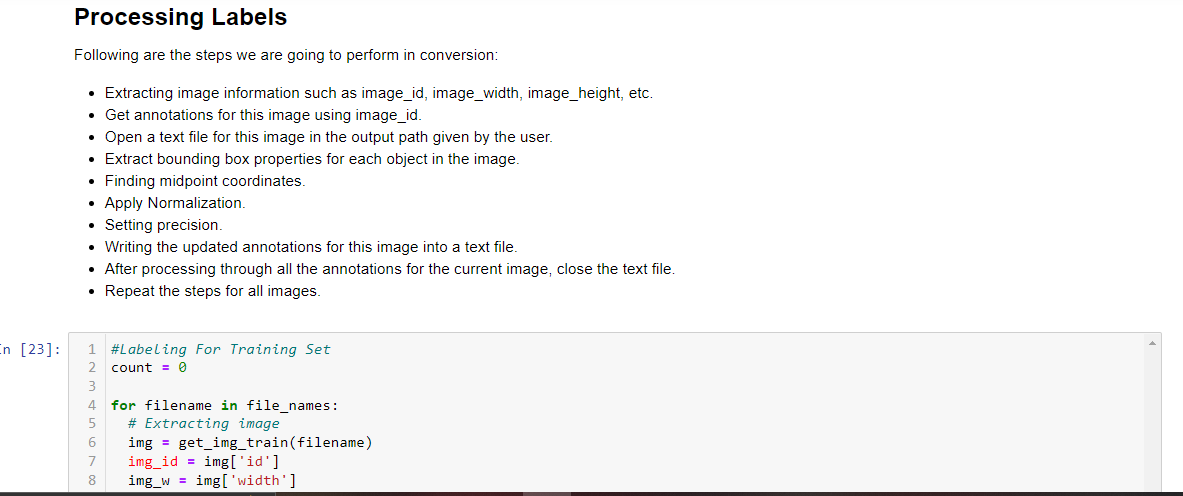 Processing Labels
Following are the steps we are going to perform in conversion:
• Extracting image information such as image_id, image_width, image_height, etc.
• Get annotations for this image using image_id.
• Open a text file for this image in the output path given by the user.
• Extract bounding box properties for each object in the image.
• Finding midpoint coordinates.
• Apply Normalization.
• Setting precision.
• Writing the updated annotations for this image into a text file.
• After processing through all the annotations for the current image, close the text file.
• Repeat the steps for all images.
n [23]:
1 #Labeling For Training Set
2 count = 0
3
4 for filename in file_names:
5   # Extracting image
6   img = get_img_train(filename)
7   img_id = img['id']
8   img_w = img['width']